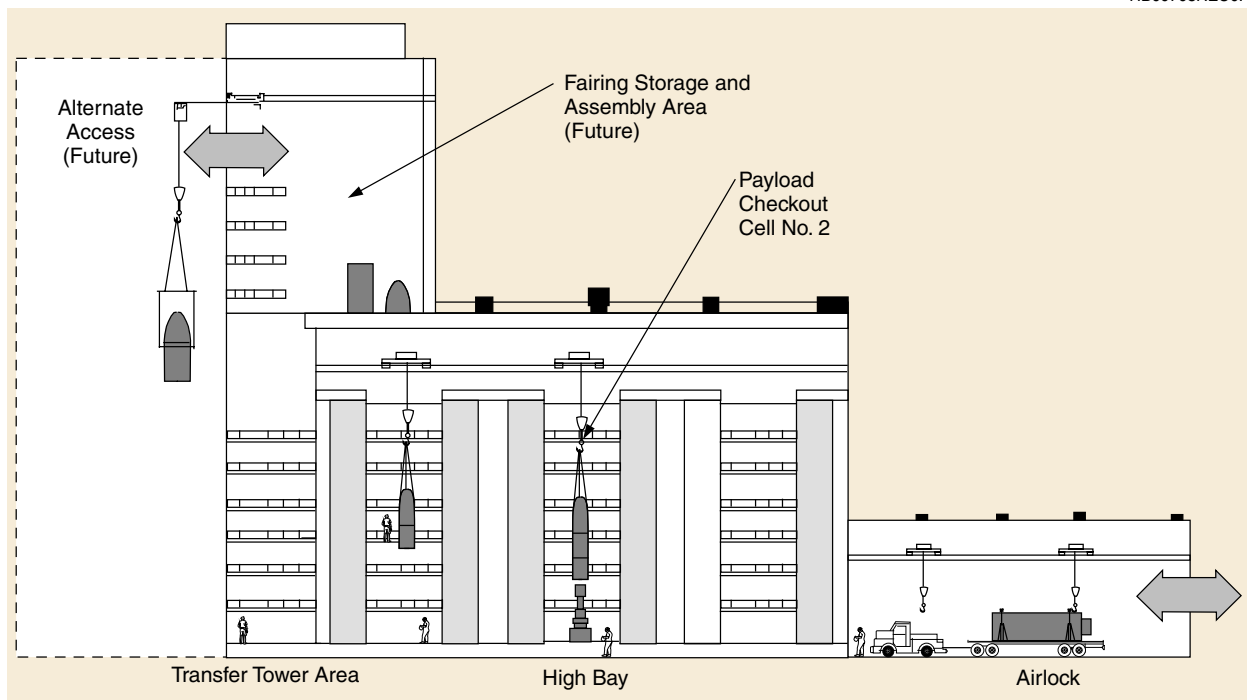 Alternate
Access
(Future)
Fairing Storage and
Assembly Area
(Future)
Payload
Checkout
Cell No. 2
Transfer Tower Area
High Bay
Airlock